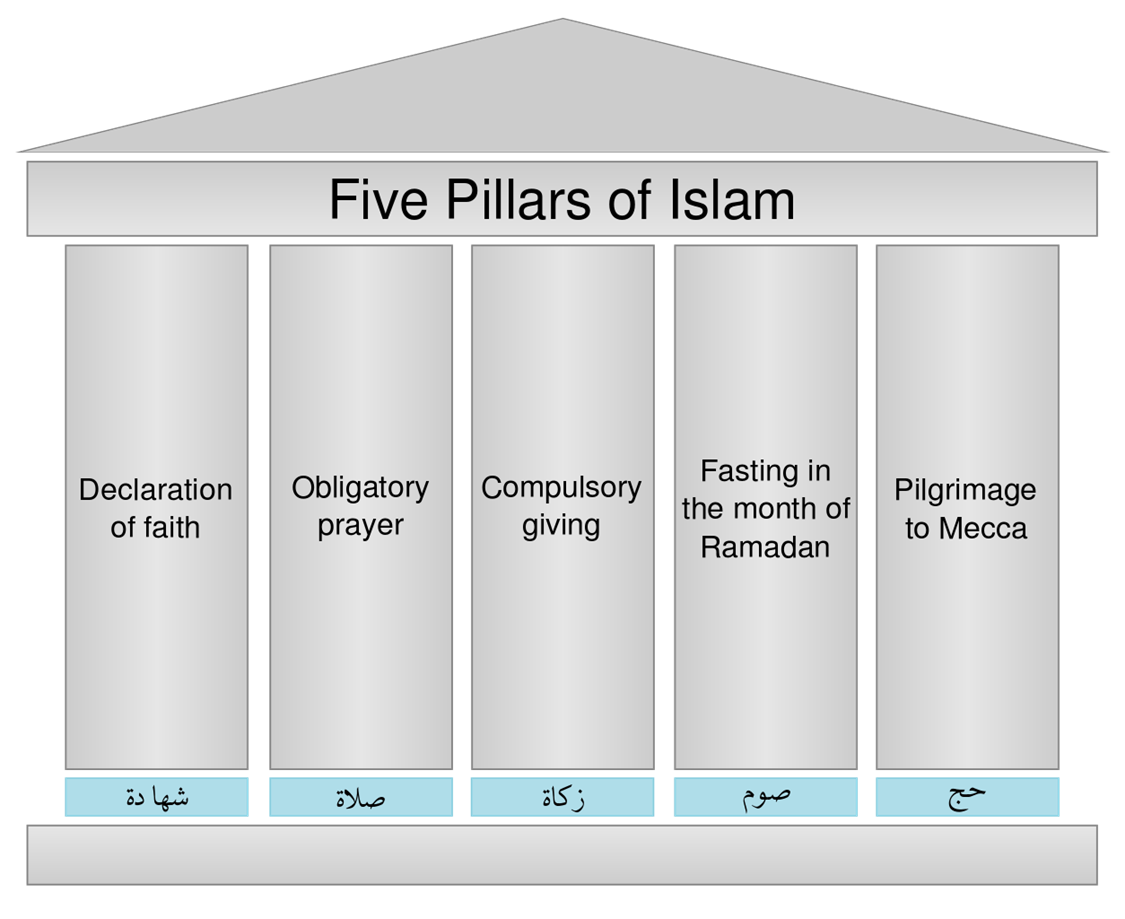 Five Pillars of Islam
Declaration
of faith
Obligatory
prayer
Compulsory
giving
Fasting in
the month of
Ramadan
Pilgrimage
to Mecca
شهادة
صلاة
زكاة
صوم
حج